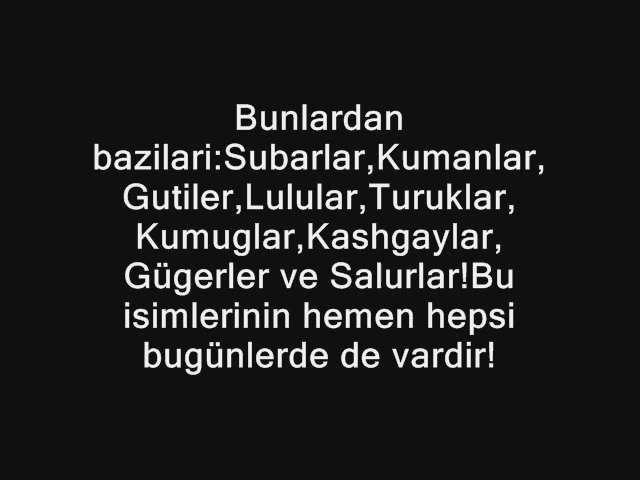 Bunlardan
bazilari:Subarlar,Kumanlar,
Gutiler,Lulular,Turuklar,
Kumuglar,Kashgaylar,
Gügerler ve Salurlar!Bu
isimlerinin hemen hepsi
bugünlerde de vardir!